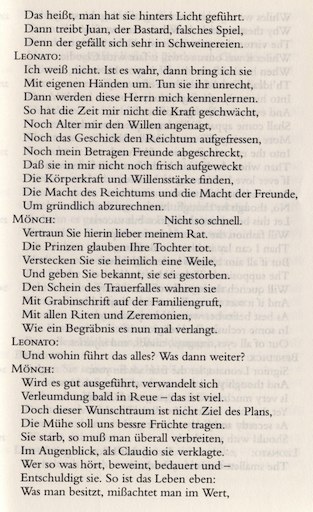 Das heißt, man hat sie hinters Licht geführt.
Dann treibt Juan, der Bastard, falsches Spiel,
Denn der gefällt sich sehr in Schweinereien.
LEONATO:
Ich weiß nicht. Ist es wahr, dann bring ich sie
Mit eigenen Händen um. Tun sie ihr unrecht,
Dann werden diese Herrn mich kennenlernen.
So hat die Zeit mir nicht die Kraft geschwächt,
Noch Alter mir den Willen angenagt,
Noch das Geschick den Reichtum aufgefressen,
Noch mein Betragen Freunde abgeschreckt,
Daß sie in mir nicht noch frisch aufgeweckt
Die Körperkraft und Willenstärke finden,
Die Macht des Reichtums und die Macht der Freunde,
Um gründlich abzurechnen.
MÖNCH: Nicht so schnell.
Vertraun Sie hierin lieber meinem Rat.
Die Prinzen glauben Ihre Tochter tot.
Verstecken Sie sie heimlich eine Weile,
Und geben Sie bekannt, sie sei gestorben.
Den Schein des Trauerfalles wahren sie
Mit Grabinschrift auf der Familiengruft,
Mit allen Riten und Zeremonien,
Wie ein Begräbnis es nun mal verlangt.
LEONATO:
Und wohin führt das alles? Was dann weiter?
MÖNCH:
Wird es gut ausgeführt, verwandelt sich
Verleumdung bald in Reue – das ist viel.
Doch dieser Wunschtraum ist nicht Ziel des Plans,
Die Mühe soll uns bessre Früchte tragen.
Sie starb, so muß man überall verbreiten,
Im Augenblick, als Claudio sie verklagte.
Wer so was hört, beweint, bedauert und –
Entschuldigt sie. So ist das Leben eben:
Was man besitzt, mißachtet man im Wert,